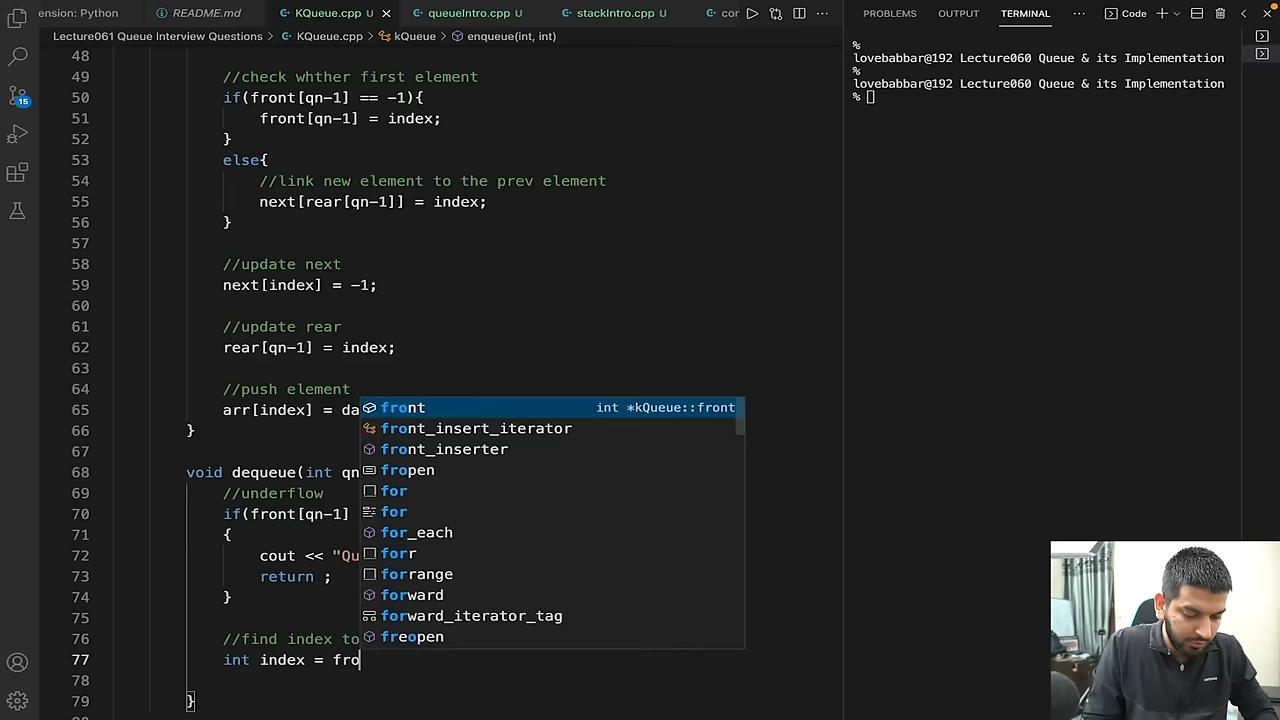 ension: Python README.md KQueue.cpp U queueIntro.cpp U stackIntro.cpp U cor
PROBLEMS OUTPUT TERMINAL Code
Lecture061 Queue Interview Questions > KQueue.cpp > kQueue > enqueue(int, int)
48
49 //check whther first element
50 if(front[qn-1] == -1){
51 front[qn-1] = index;
52 }
53 else{
54 //link new element to the prev element
55 next[rear[qn-1]] = index;
56 }
57
58 //update next
59 next[index] = -1;
60
61 //update rear
62 rear[qn-1] = index;
63
64 //push element
65 arr[index] = da
66 }
67
68 void dequeue(int qn
69 //underflow
70 if(front[qn-1]
71 {
72 cout << "Qu
73 return ;
74 }
75
76 //find index to
77 int index = fro
78
79 }
front int *kQueue::front
front_insert_iterator
front_inserter
fropen
for
for
for_each
forr
forrange
forward
forward_iterator_tag
freopen
%
lovebabbar@192 Lecture060 Queue & its Implementation
%
lovebabbar@192 Lecture060 Queue & its Implementation
%
15